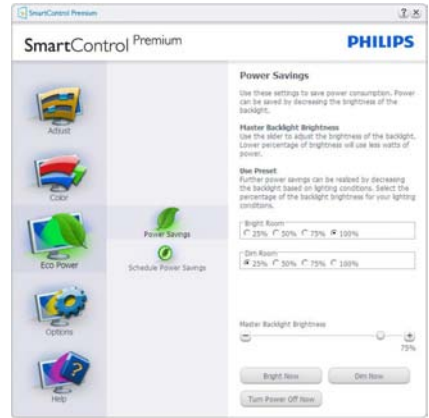 SmartControl Premium
SmartControl Premium
PHILIPS
Adjust
Color
Eco Power
Options
Help
Power Savings
Schedule Power Savings
Power Savings
Use these settings to save power consumption. Power
can be saved by decreasing the brightness of the
backlight.
Master Backlight Brightness
Use the slider to adjust the brightness of the backlight.
Lower percentage of brightness will use less watts of
power.
Use Preset
Further power savings can be realized by decreasing
the backlight based on lighting conditions. Select the
percentage of the backlight brightness for your lighting
conditions.
Bright Room
25% 50% 75% 100%
Dim Room
25% 50% 75% 100%
Master Backlight Brightness
75%
Bright Now
Dim Now
Turn Power Off Now